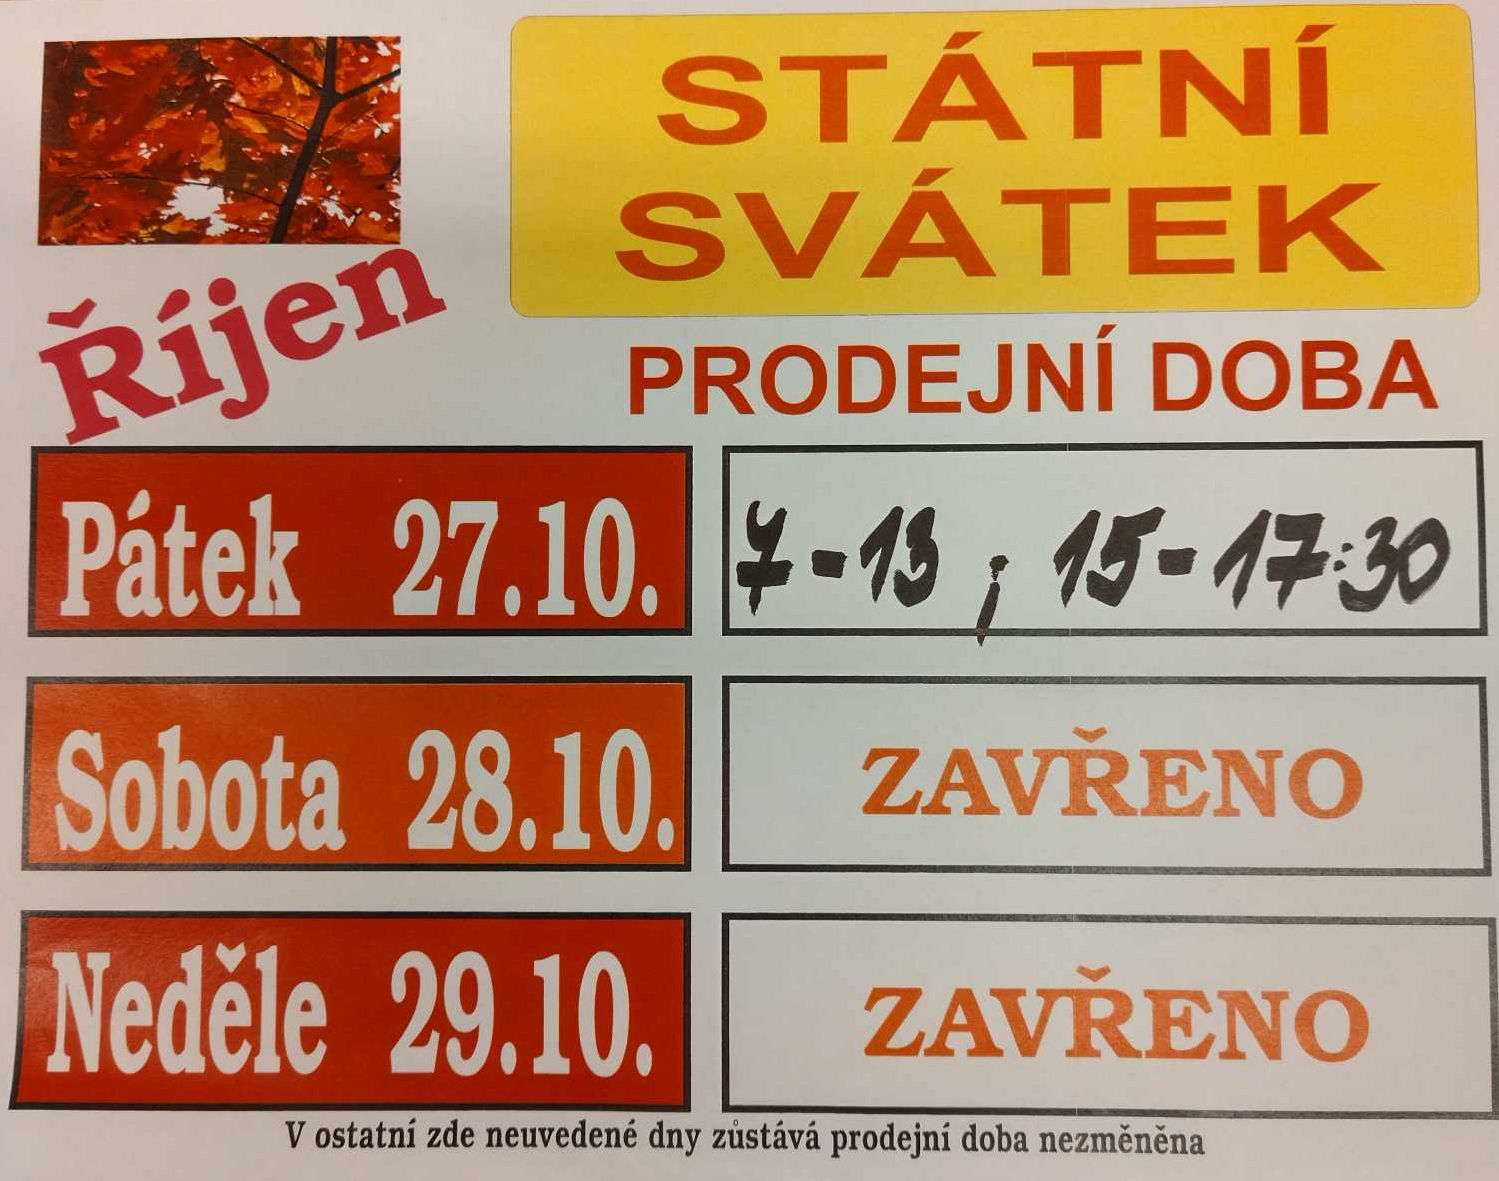 STÁTNÍ
SVÁTEK
Říjen
PRODEJNÍ DOBA
Pátek 27.10. 7-13 ; 15-17:30
Sobota 28.10. ZAVŘENO
Neděle 29.10. ZAVŘENO
V ostatní zde neuvedené dny zůstává prodejní doba nezměněna